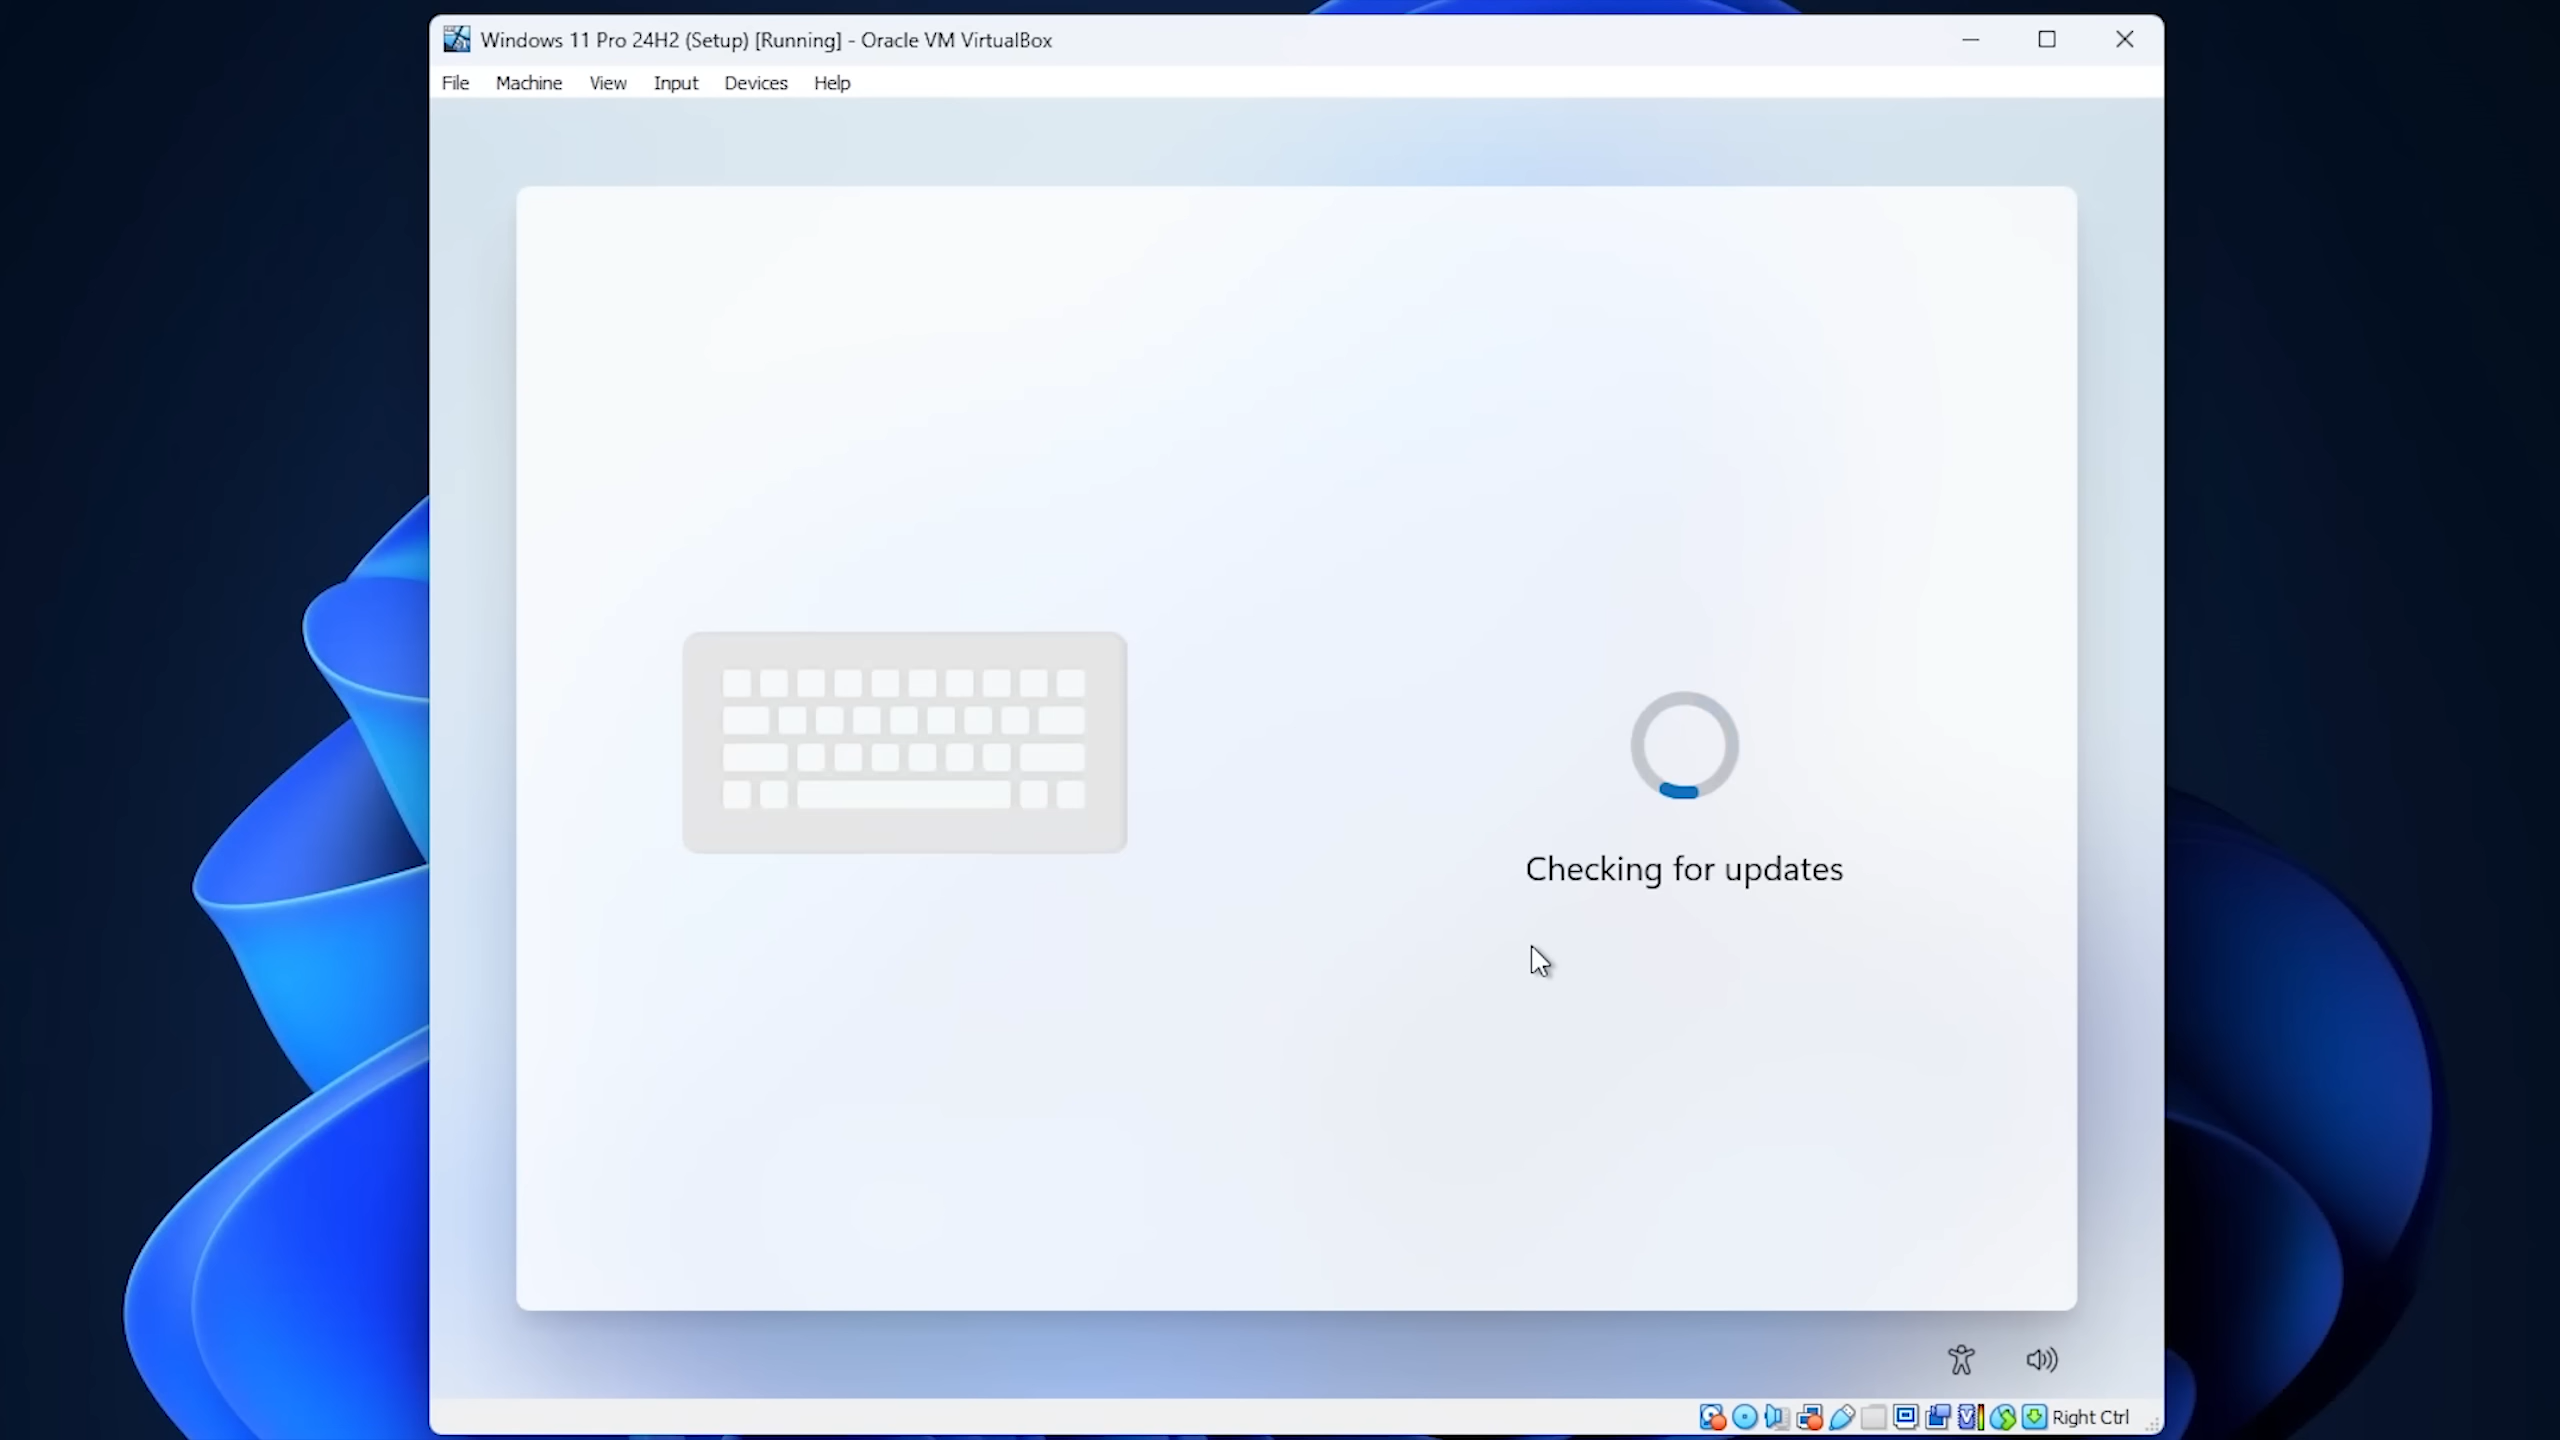 Windows 11 Pro 24H2 (Setup) [Running] - Oracle VM VirtualBox
File Machine View Input Devices Help
Checking for updates
Right Ctrl